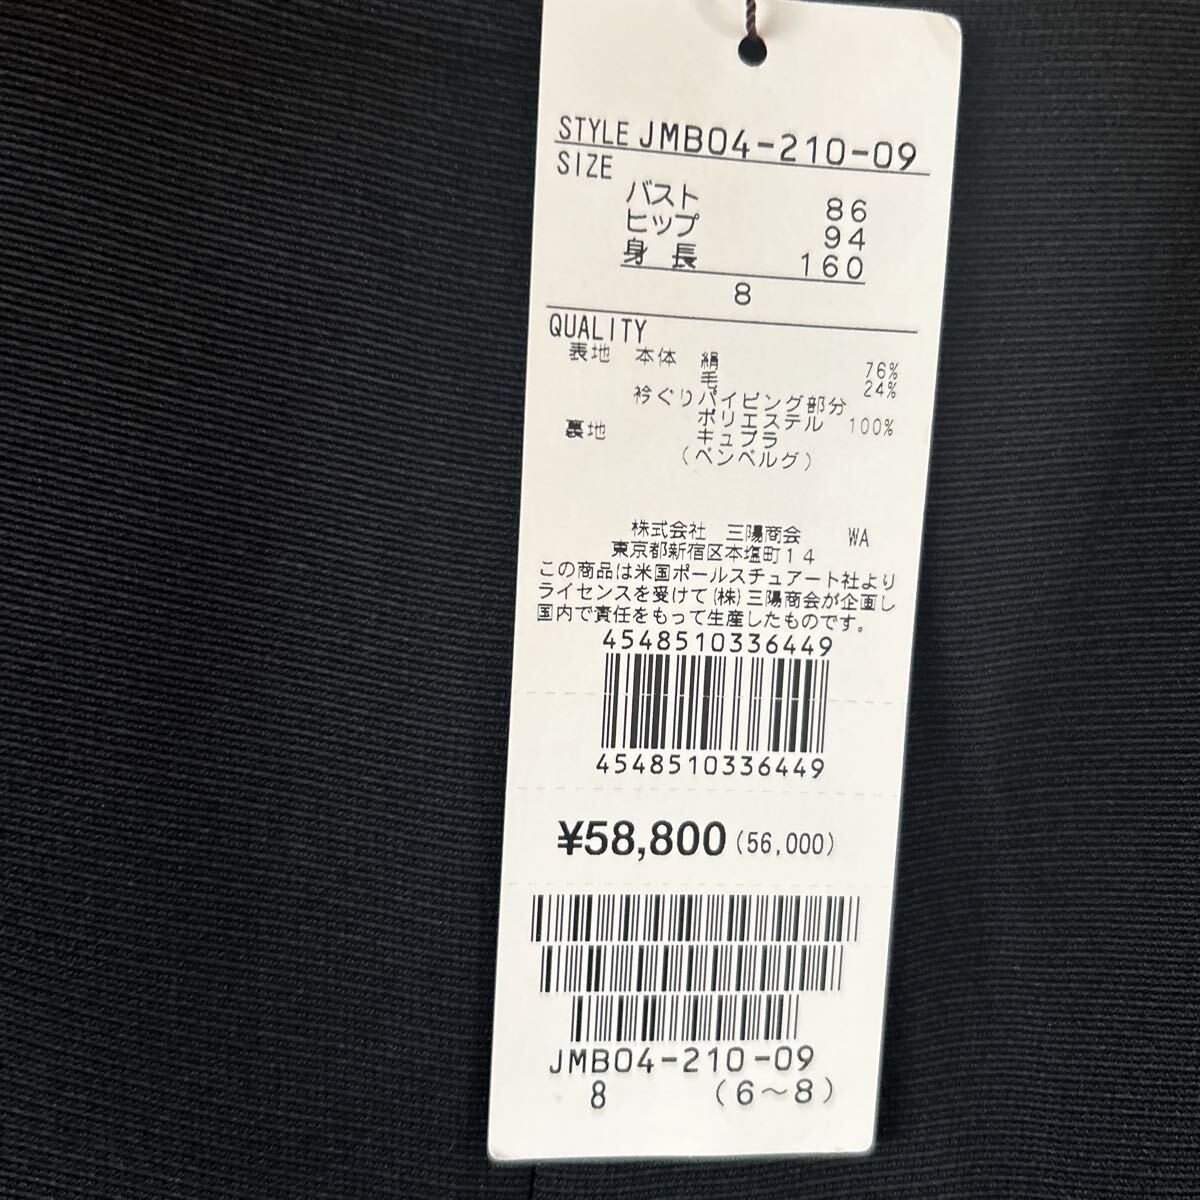 STYLE JMB04-210-09
SIZE
バスト 86
ヒップ 94
身長 160
8
QUALITY
表地 本体 絹 76%
毛 24%
衿ぐりパイピング部分
ポリエステル 100%
裏地 キュプラ
(ベンベルグ)
株式会社 三陽商会 WA
東京都新宿区本塩町14
この商品は米国ポールスチュアート社より
ライセンスを受けて(株)三陽商会が企画し
国内で責任をもって生産したものです。
4548510336449
4548510336449
¥58,800 (56,000)
JMB04-210-09
8 (6~8)